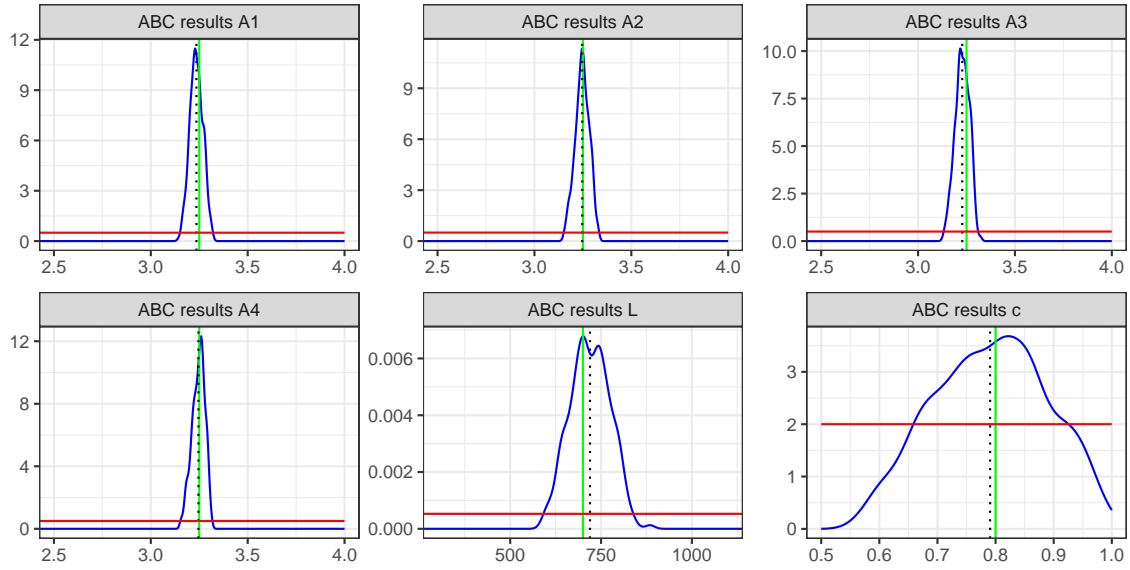 ABC results A1
ABC results A2
ABC results A3
12
9
6
3
0
9
6
3
0
10.0
7.5
5.0
2.5
0.0
2.5 3.0 3.5 4.0
2.5 3.0 3.5 4.0
2.5 3.0 3.5 4.0
ABC results A4
ABC results L
ABC results c
12
8
4
0
0.006
0.004
0.002
0.000
3
2
1
0
2.5 3.0 3.5 4.0
500 750 1000
0.5 0.6 0.7 0.8 0.9 1.0